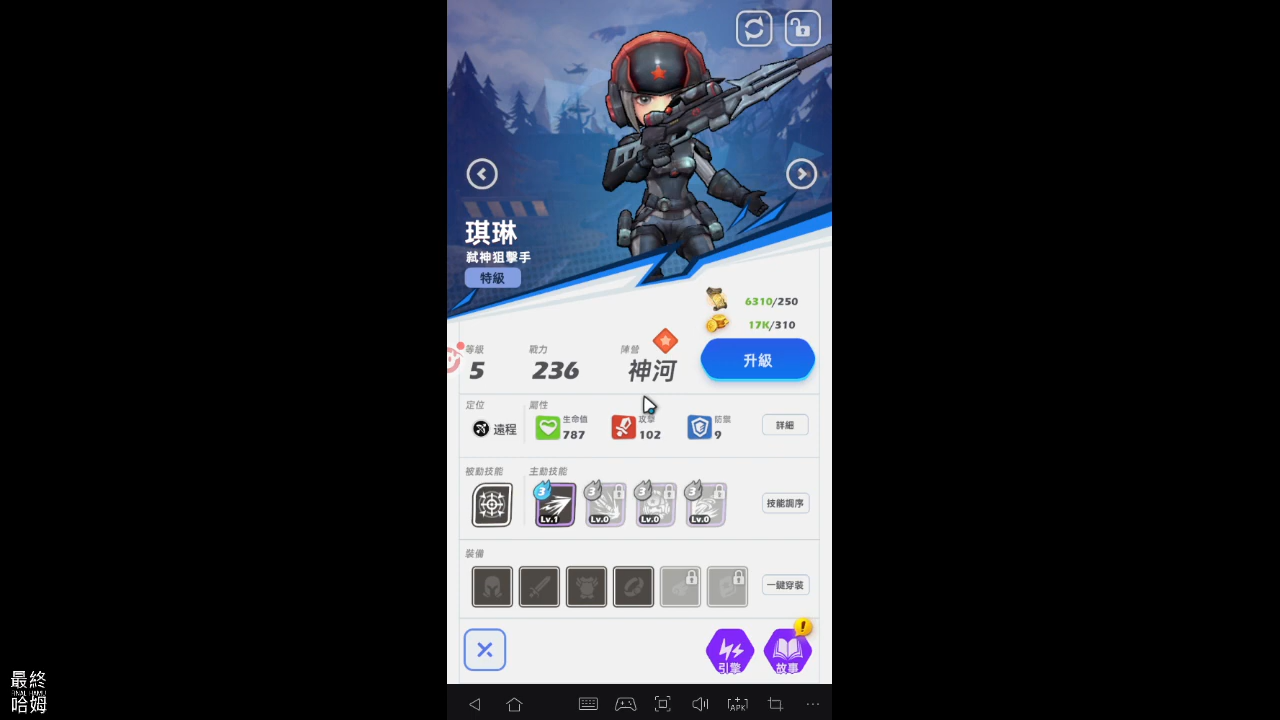 琪琳
弒神狙擊手
特級
6310/250
17K/310
升級
等級
5
戰力
236
陣營
神河
定位
遠程
屬性
生命值
787
攻擊
102
防禦
9
詳細
被動技能
主動技能
3
Lv.1
3
Lv.0
3
Lv.0
3
Lv.0
技能調序
裝備
一鍵穿裝
引擎
故事
!
最終
FINAL HAMU
哈姆
APK